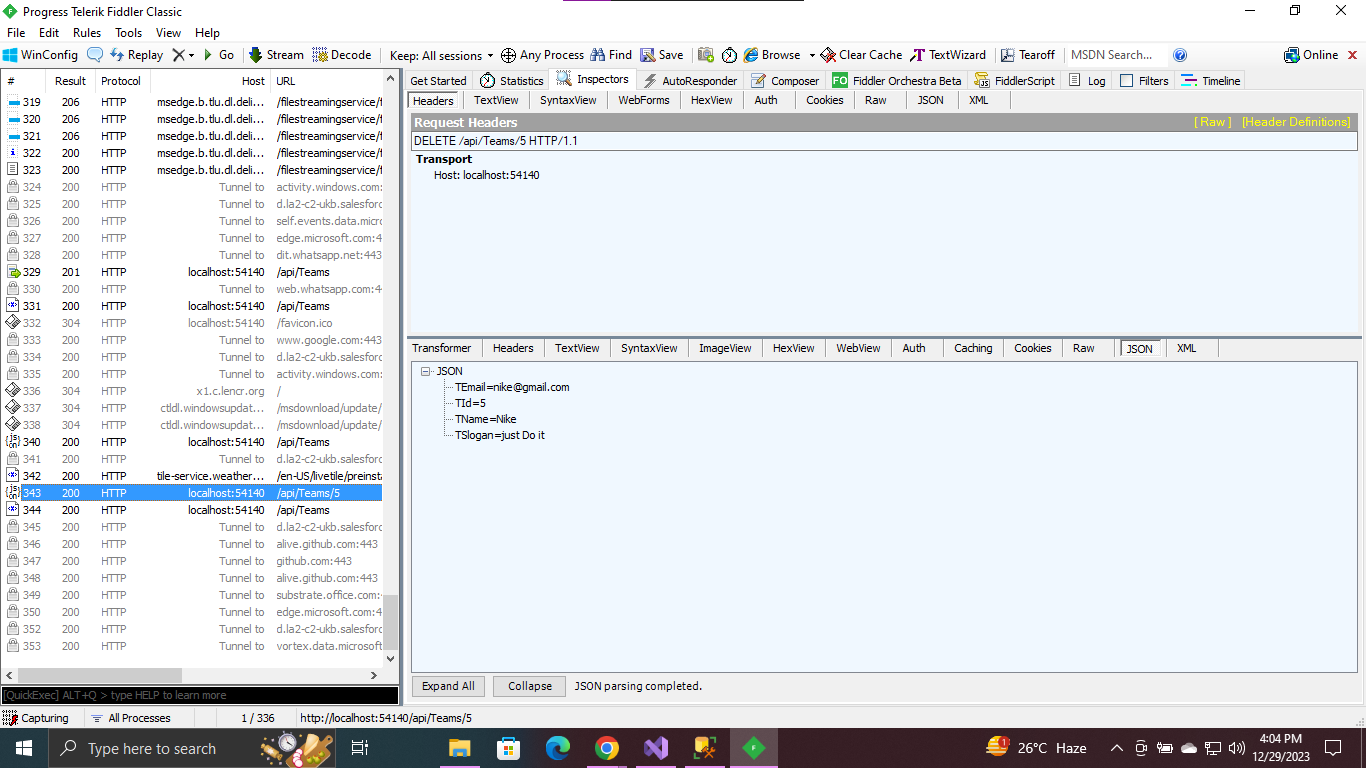 Progress Telerik Fiddler Classic
File Edit Rules Tools View Help
WinConfig Replay Go Stream Decode Keep: All sessions Any Process Find Save Browse Clear Cache TextWizard Tearoff MSDN Search... Online
# Result Protocol Host URL
319 206 HTTP msedge.b.tlu.dl.deli... /filestreamingservice/f
320 206 HTTP msedge.b.tlu.dl.deli... /filestreamingservice/f
321 206 HTTP msedge.b.tlu.dl.deli... /filestreamingservice/f
322 200 HTTP msedge.b.tlu.dl.deli... /filestreamingservice/f
323 200 HTTP msedge.b.tlu.dl.deli... /filestreamingservice/f
324 200 HTTP Tunnel to activity.windows.com:
325 200 HTTP Tunnel to d.la2-c2-ukb.salesforc
326 200 HTTP Tunnel to self.events.data.micro
327 200 HTTP Tunnel to edge.microsoft.com:4
328 200 HTTP Tunnel to dit.whatsapp.net:443
329 201 HTTP localhost:54140 /api/Teams
330 200 HTTP Tunnel to web.whatsapp.com:4
331 200 HTTP localhost:54140 /api/Teams
332 304 HTTP localhost:54140 /favicon.ico
333 200 HTTP Tunnel to www.google.com:443
334 200 HTTP Tunnel to d.la2-c2-ukb.salesforc
335 200 HTTP Tunnel to activity.windows.com:
336 304 HTTP x1.c.lencr.org /
337 304 HTTP ctldl.windowsupdat... /msdownload/update/
338 304 HTTP ctldl.windowsupdat... /msdownload/update/
340 200 HTTP localhost:54140 /api/Teams
341 200 HTTP Tunnel to d.la2-c2-ukb.salesforc
342 200 HTTP tile-service.weather... /en-US/livetile/preinsta
343 200 HTTP localhost:54140 /api/Teams/5
344 200 HTTP localhost:54140 /api/Teams
345 200 HTTP Tunnel to d.la2-c2-ukb.salesforc
346 200 HTTP Tunnel to alive.github.com:443
347 200 HTTP Tunnel to github.com:443
348 200 HTTP Tunnel to alive.github.com:443
349 200 HTTP Tunnel to substrate.office.com:4
350 200 HTTP Tunnel to edge.microsoft.com:4
352 200 HTTP Tunnel to d.la2-c2-ukb.salesforc
353 200 HTTP Tunnel to vortex.data.microsoft
[QuickExec] ALT+Q > type HELP to learn more
Get Started Statistics Inspectors AutoResponder Composer FO Fiddler Orchestra Beta FiddlerScript Log Filters Timeline
Headers TextView SyntaxView WebForms HexView Auth Cookies Raw JSON XML
Request Headers [ Raw ] [Header Definitions]
DELETE /api/Teams/5 HTTP/1.1
Transport
Host: localhost:54140
Transformer Headers TextView SyntaxView ImageView HexView WebView Auth Caching Cookies Raw JSON XML
JSON
TEmail=nike@gmail.com
TId=5
TName=Nike
TSlogan=just Do it
Expand All Collapse JSON parsing completed.
Capturing All Processes 1 / 336 http://localhost:54140/api/Teams/5
Type here to search 26°C Haze 4:04 PM
12/29/2023